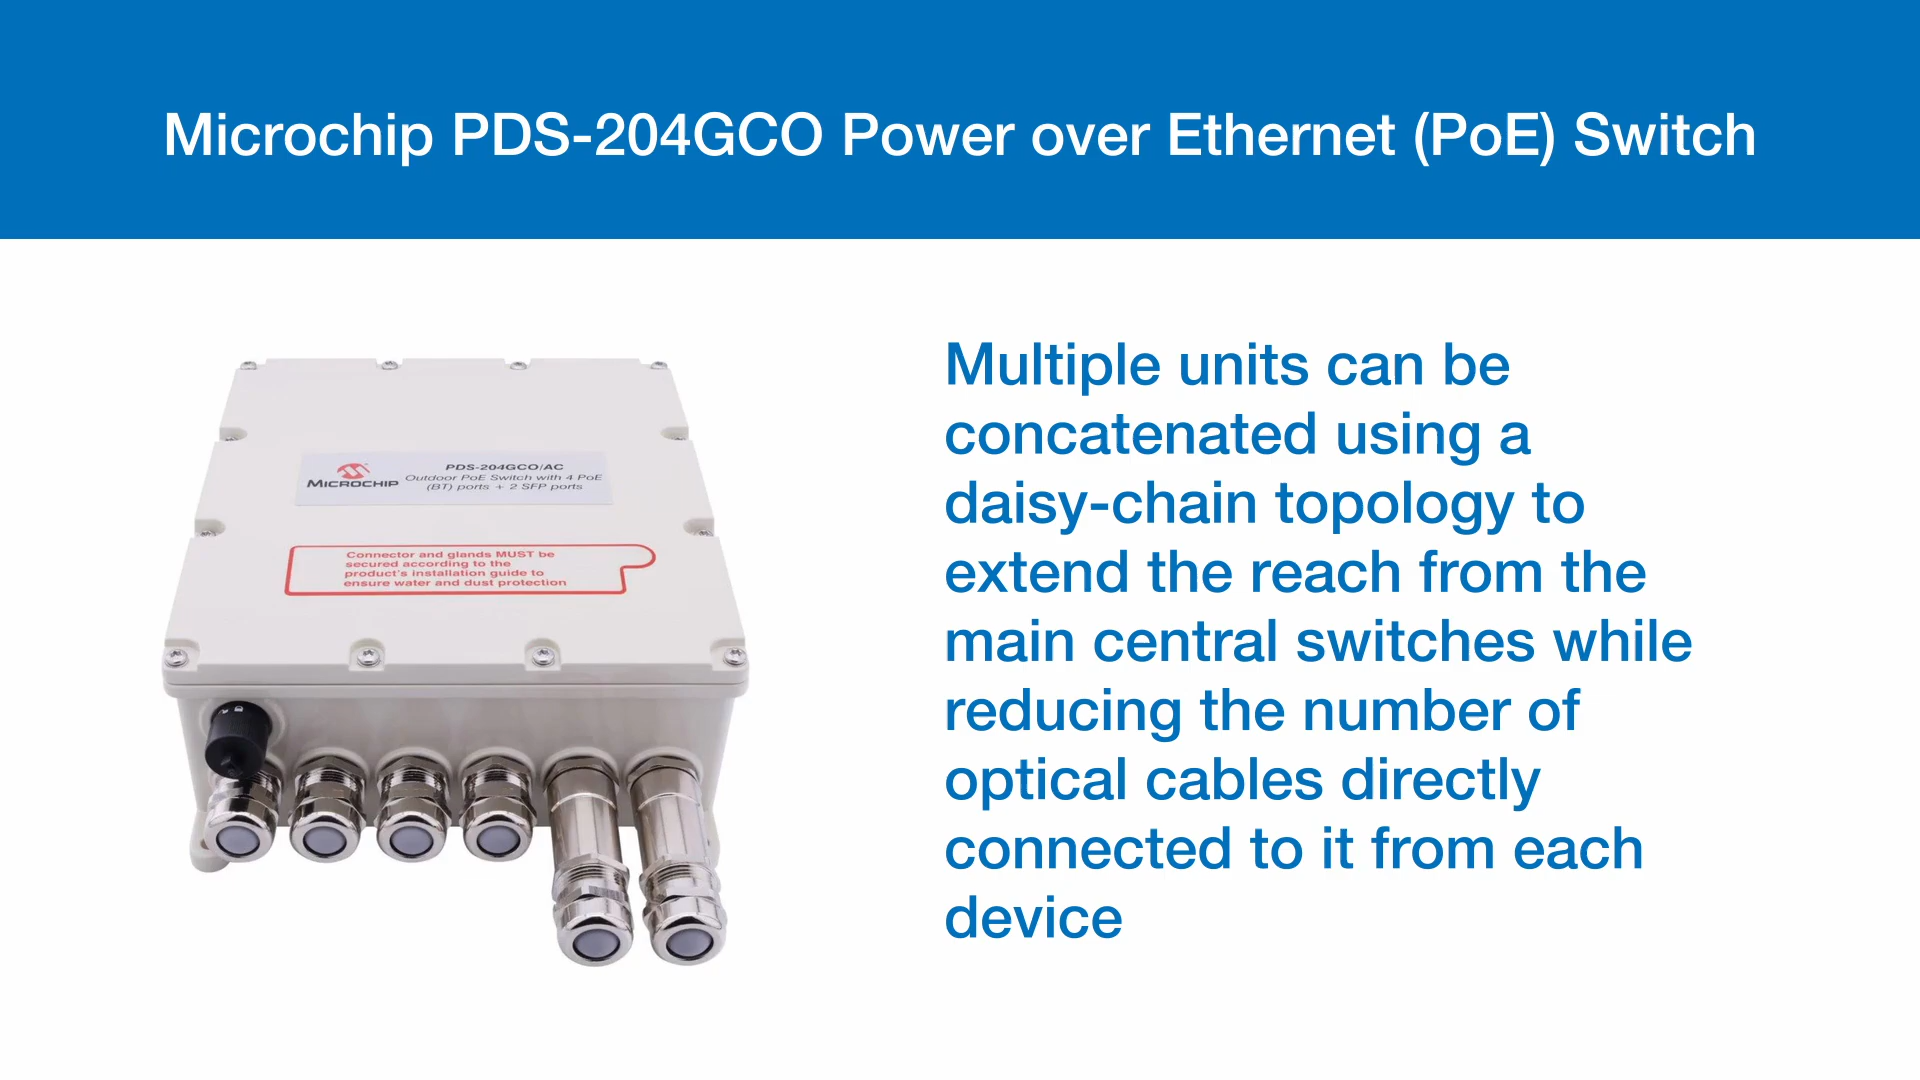 Microchip PDS-204GCO Power over Ethernet (PoE) Switch
MICROCHIP
PDS-204GCO/AC
Outdoor PoE Switch with 4 PoE
(BT) ports + 2 SFP ports
Connector and glands MUST be
secured according to the
product's installation guide to
ensure water and dust protection
Multiple units can be
concatenated using a
daisy-chain topology to
extend the reach from the
main central switches while
reducing the number of
optical cables directly
connected to it from each
device